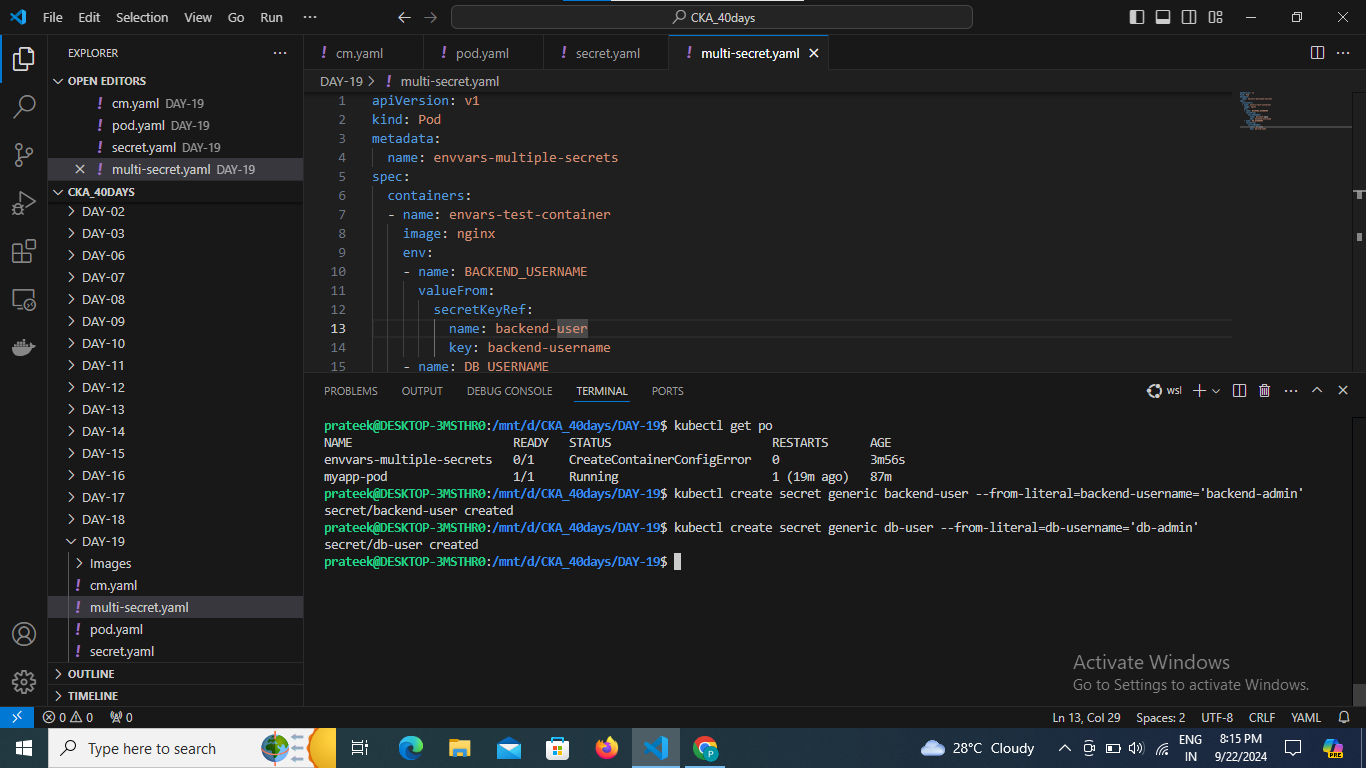 File Edit Selection View Go Run ··· CKA_40days
EXPLORER
OPEN EDITORS
cm.yaml DAY-19
pod.yaml DAY-19
secret.yaml DAY-19
multi-secret.yaml DAY-19
CKA_40DAYS
DAY-02
DAY-03
DAY-06
DAY-07
DAY-08
DAY-09
DAY-10
DAY-11
DAY-12
DAY-13
DAY-14
DAY-15
DAY-16
DAY-17
DAY-18
DAY-19
Images
cm.yaml
multi-secret.yaml
pod.yaml
secret.yaml
OUTLINE
TIMELINE
cm.yaml pod.yaml secret.yaml multi-secret.yaml
DAY-19 > multi-secret.yaml
1 apiVersion: v1
2 kind: Pod
3 metadata:
4 name: envvars-multiple-secrets
5 spec:
6 containers:
7 - name: envars-test-container
8 image: nginx
9 env:
10 - name: BACKEND_USERNAME
11 valueFrom:
12 secretKeyRef:
13 name: backend-user
14 key: backend-username
15 - name: DB_USERNAME
PROBLEMS OUTPUT DEBUG CONSOLE TERMINAL PORTS wsl
prateek@DESKTOP-3MSTHR0:/mnt/d/CKA_40days/DAY-19$ kubectl get po
NAME READY STATUS RESTARTS AGE
envvars-multiple-secrets 0/1 CreateContainerConfigError 0 3m56s
myapp-pod 1/1 Running 1 (19m ago) 87m
prateek@DESKTOP-3MSTHR0:/mnt/d/CKA_40days/DAY-19$ kubectl create secret generic backend-user --from-literal=backend-username='backend-admin'
secret/backend-user created
prateek@DESKTOP-3MSTHR0:/mnt/d/CKA_40days/DAY-19$ kubectl create secret generic db-user --from-literal=db-username='db-admin'
secret/db-user created
prateek@DESKTOP-3MSTHR0:/mnt/d/CKA_40days/DAY-19$
Activate Windows
Go to Settings to activate Windows.
0 0 0 Ln 13, Col 29 Spaces: 2 UTF-8 CRLF YAML
Type here to search 28°C Cloudy ENG IN 8:15 PM 9/22/2024